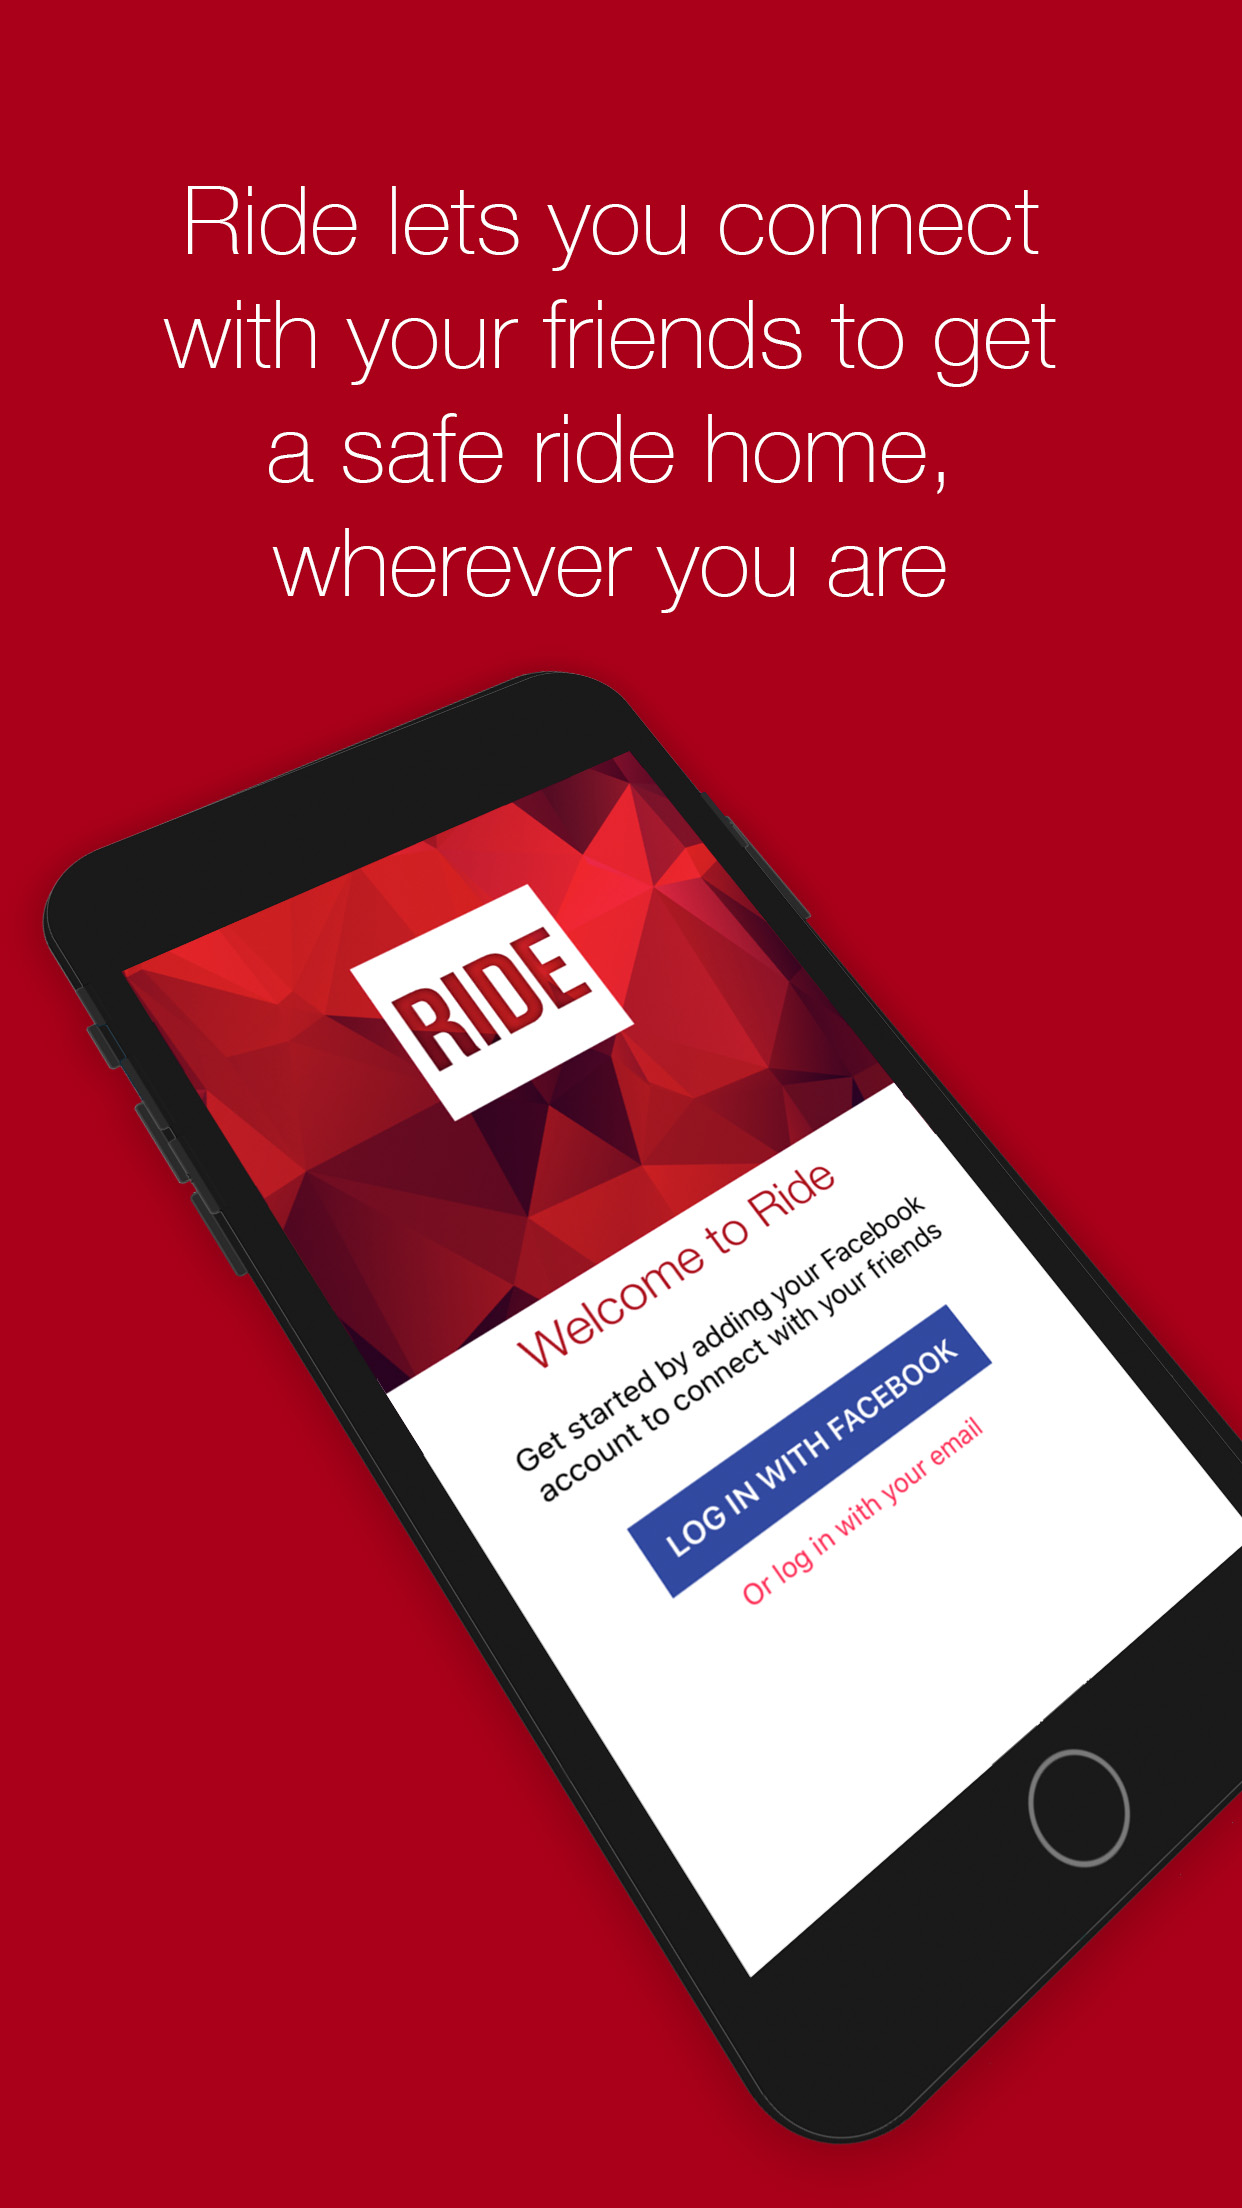 Ride lets you connect
with your friends to get
a safe ride home,
wherever you are
RIDE
Welcome to Ride
Get started by adding your Facebook
account to connect with your friends
LOG IN WITH FACEBOOK
Or log in with your email